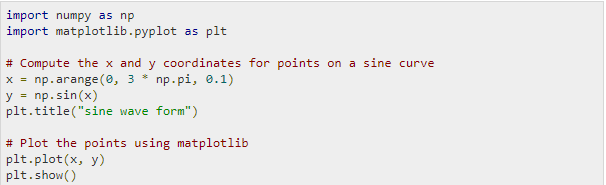 import numpy as np
import matplotlib.pyplot as plt

# Compute the x and y coordinates for points on a sine curve
x = np.arange(0, 3 * np.pi, 0.1)
y = np.sin(x)
plt.title("sine wave form")

# Plot the points using matplotlib
plt.plot(x, y)
plt.show()